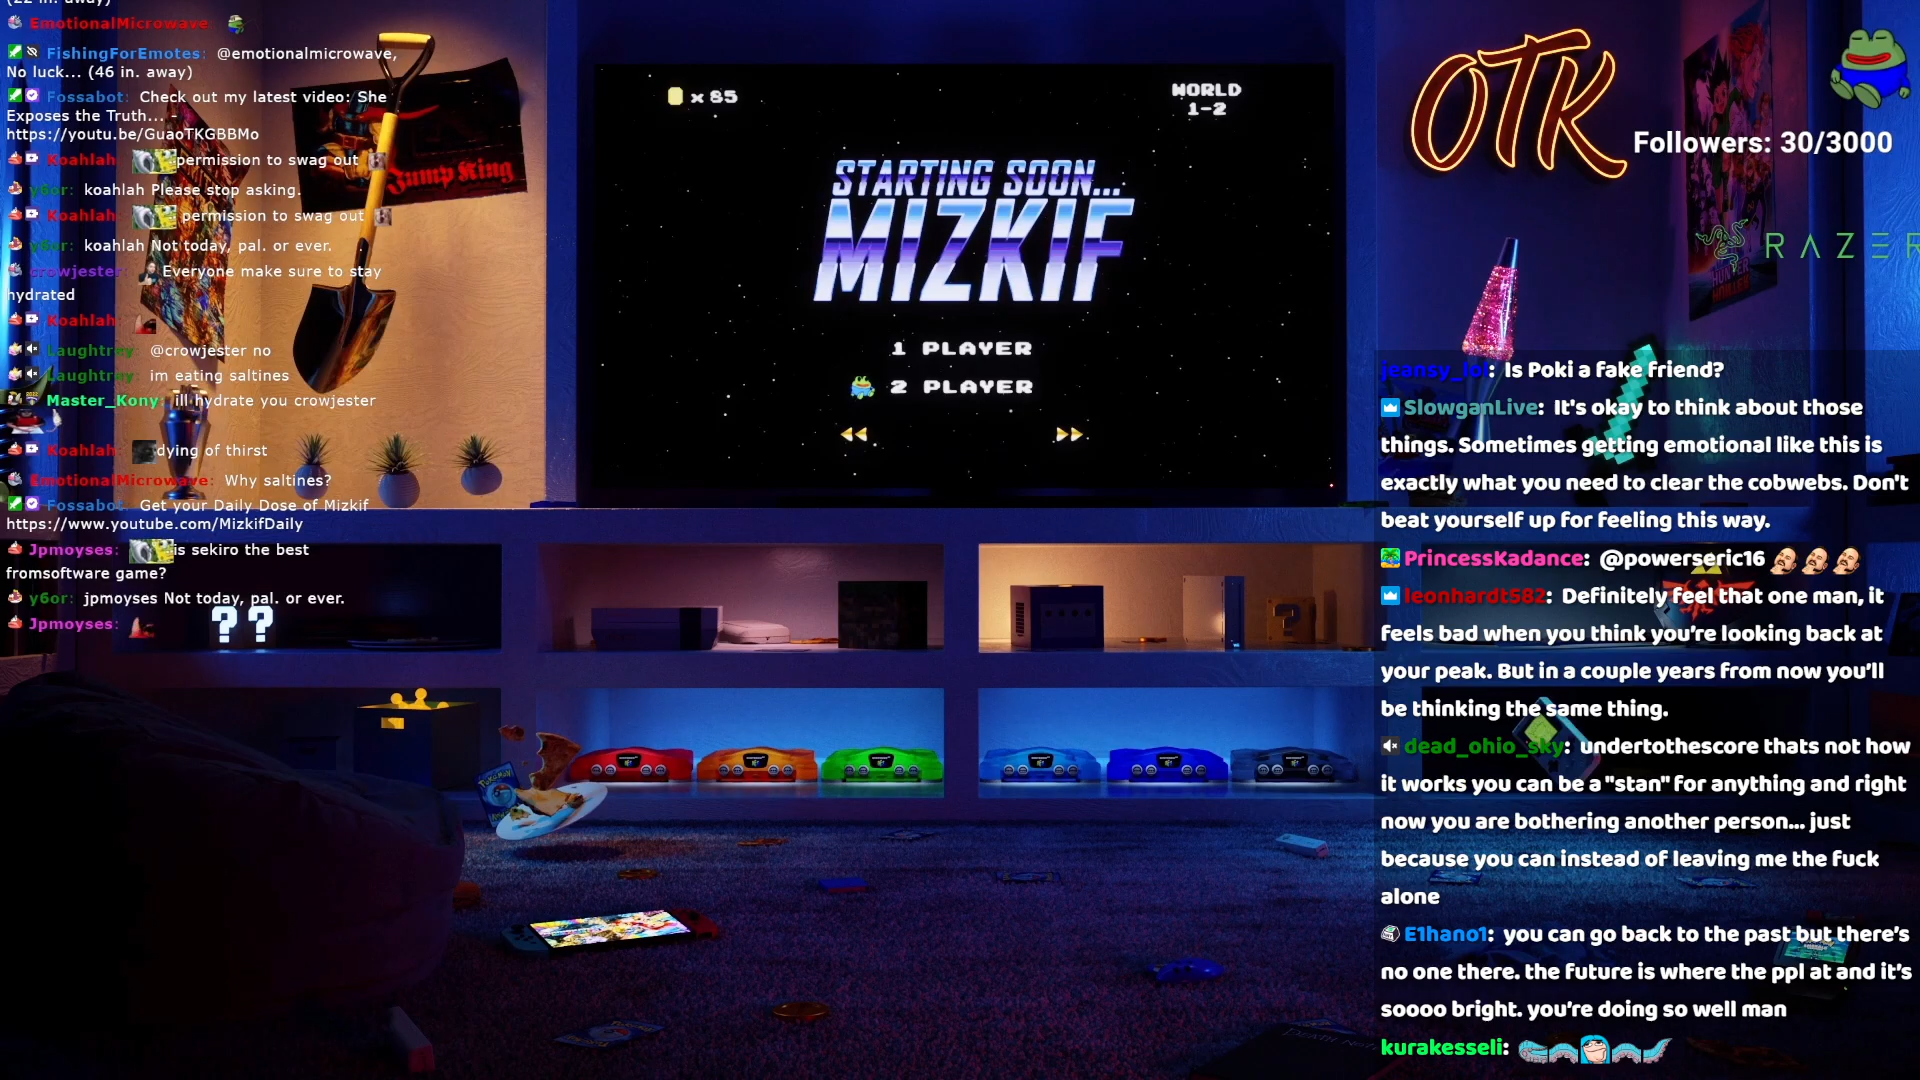 (22 in. away)
EmotionalMicrowave:
FishingForEmotes: @emotionalmicrowave,
No luck... (46 in. away)
Fossabot: Check out my latest video: She
Exposes the Truth... -
https://youtu.be/GuaoTKGBBMo
Koahlah: permission to swag out
y6or: koahlah Please stop asking.
Koahlah: permission to swag out
y6or: koahlah Not today, pal. or ever.
crowjester: Everyone make sure to stay
hydrated
Koahlah:
Laughtrey: @crowjester no
Laughtrey: im eating saltines
Master_Kony: ill hydrate you crowjester
Koahlah: dying of thirst
EmotionalMicrowave: Why saltines?
Fossabot: Get your Daily Dose of Mizkif
https://www.youtube.com/MizkifDaily
Jpmoyses: is sekiro the best
fromsoftware game?
y6or: jpmoyses Not today, pal. or ever.
Jpmoyses:
? ?
Jump King
x 85
WORLD
1-2
STARTING SOON...
MIZKIF
1 PLAYER
2 PLAYER
OTK
Followers: 30/3000
RAZER
HUNTER
jeansy_lol: Is Poki a fake friend?
SlowganLive: It's okay to think about those
things. Sometimes getting emotional like this is
exactly what you need to clear the cobwebs. Don't
beat yourself up for feeling this way.
PrincessKadance: @powerseric16
leonhardt582: Definitely feel that one man, it
feels bad when you think you're looking back at
your peak. But in a couple years from now you'll
be thinking the same thing.
dead_ohio_sky: undertothescore thats not how
it works you can be a "stan" for anything and right
now you are bothering another person... just
because you can instead of leaving me the fuck
alone
E1hano1: you can go back to the past but there's
no one there. the future is where the ppl at and it's
soooo bright. you're doing so well man
kurakesseli: